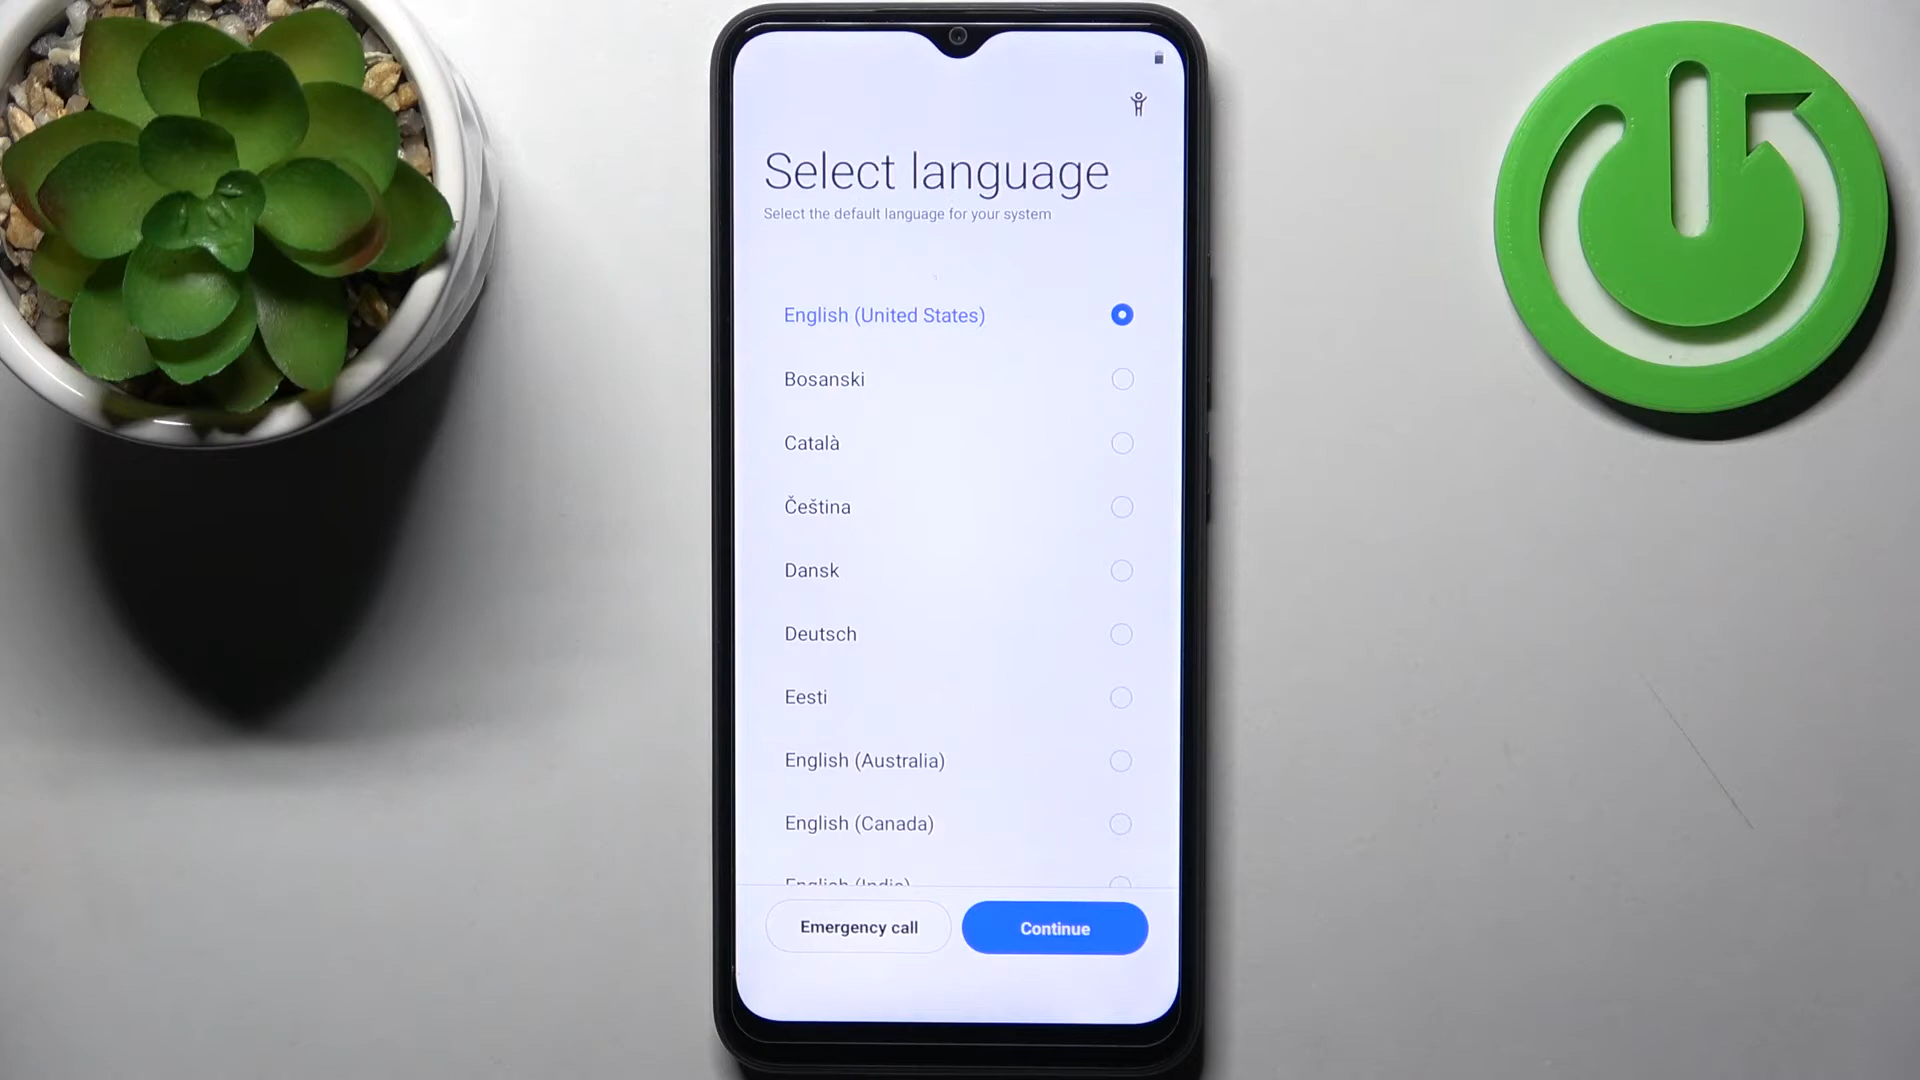 Select language
Select the default language for your system
English (United States)
Bosanski
Català
Čeština
Dansk
Deutsch
Eesti
English (Australia)
English (Canada)
English (India)
Emergency call
Continue